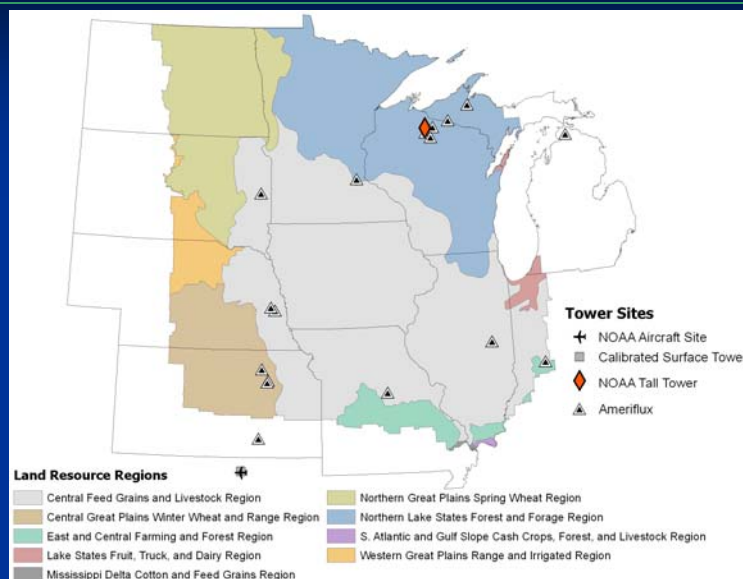 Tower Sites
NOAA Aircraft Site
Calibrated Surface Tower
NOAA Tall Tower
Ameriflux
Land Resource Regions
Central Feed Grains and Livestock Region
Central Great Plains Winter Wheat and Range Region
East and Central Farming and Forest Region
Lake States Fruit, Truck, and Dairy Region
Mississippi Delta Cotton and Feed Grains Region
Northern Great Plains Spring Wheat Region
Northern Lake States Forest and Forage Region
S. Atlantic and Gulf Slope Cash Crops, Forest, and Livestock Region
Western Great Plains Range and Irrigated Region